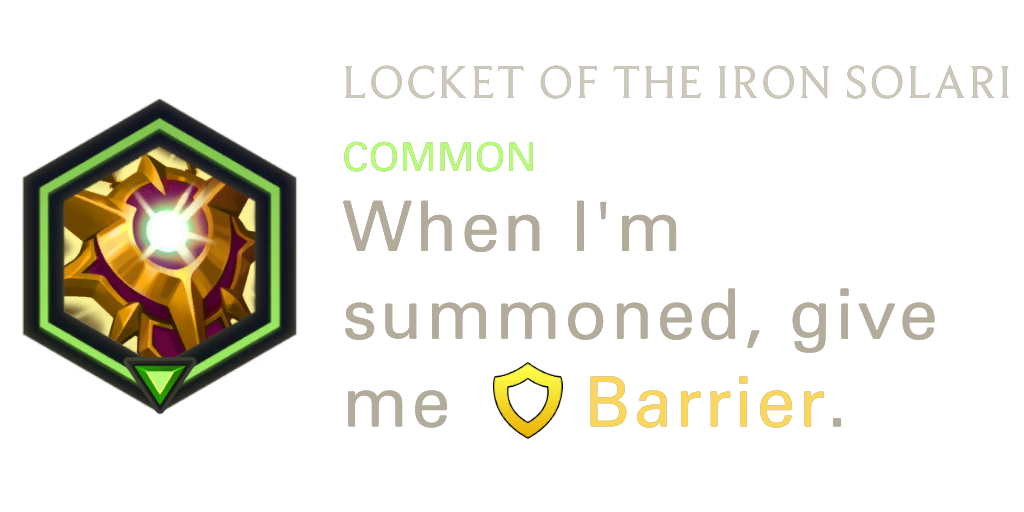 LOCKET OF THE IRON SOLARI
COMMON
When I'm
summoned, give
me Barrier.